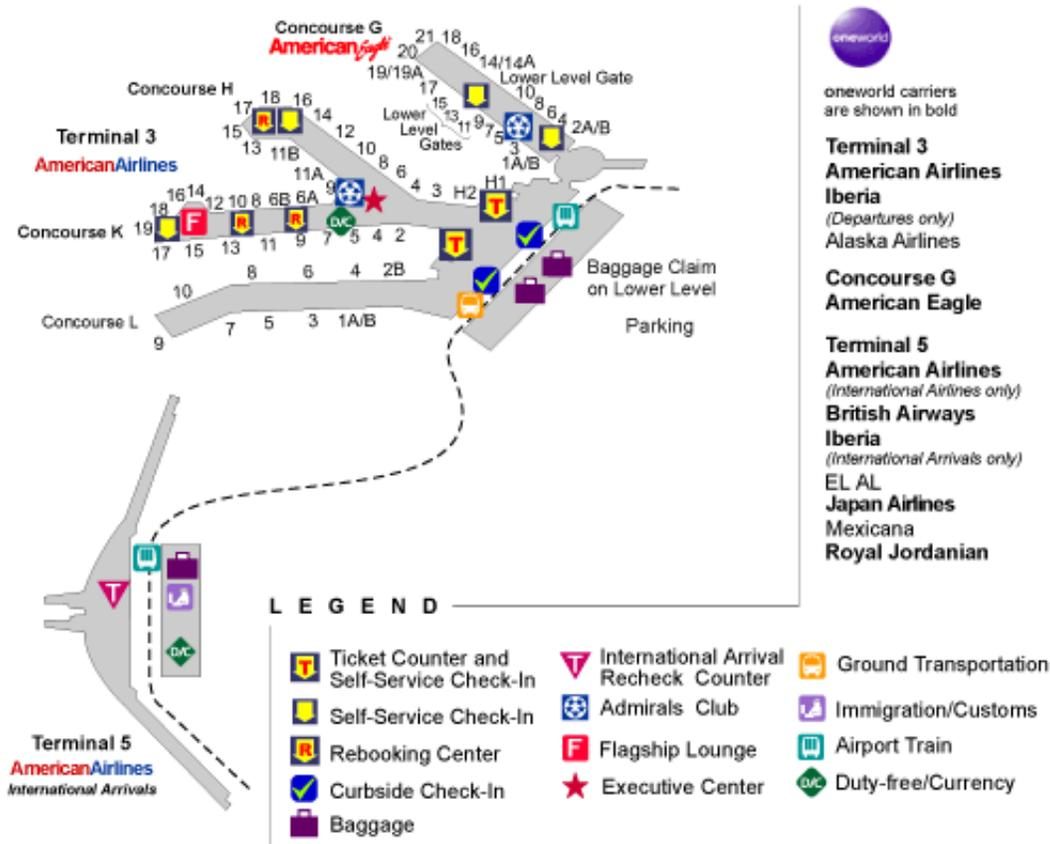 Concourse G
American Eagle
21 18
20 16
14/14A
19/19A
Lower Level Gate
17 10
15 8
13 6
11 9 7 5 4
Lower
Level
Gates
2A/B
3
1A/B
Concourse H
18
17 16
14
15 12
13 11B
10
8
11A
6
9 4 3 H2 H1
Terminal 3
AmericanAirlines
16 14
18 12 10 8 6B 6A
Concourse K
19
17 15 13 11 9 7 5 4 2
8 6 4 2B
10
Concourse L
9 7 5 3 1A/B
R
R
R
F
D/C
T
T
Baggage Claim
on Lower Level
Parking
T
D/C
Terminal 5
AmericanAirlines
International Arrivals
oneworld
oneworld carriers
are shown in bold
Terminal 3
American Airlines
Iberia
(Departures only)
Alaska Airlines
Concourse G
American Eagle
Terminal 5
American Airlines
(International Airlines only)
British Airways
Iberia
(International Arrivals only)
EL AL
Japan Airlines
Mexicana
Royal Jordanian
LEGEND
T Ticket Counter and
Self-Service Check-In
Self-Service Check-In
R Rebooking Center
Curbside Check-In
Baggage
T International Arrival
Recheck Counter
Admirals Club
F Flagship Lounge
Executive Center
Ground Transportation
Immigration/Customs
Airport Train
D/C Duty-free/Currency